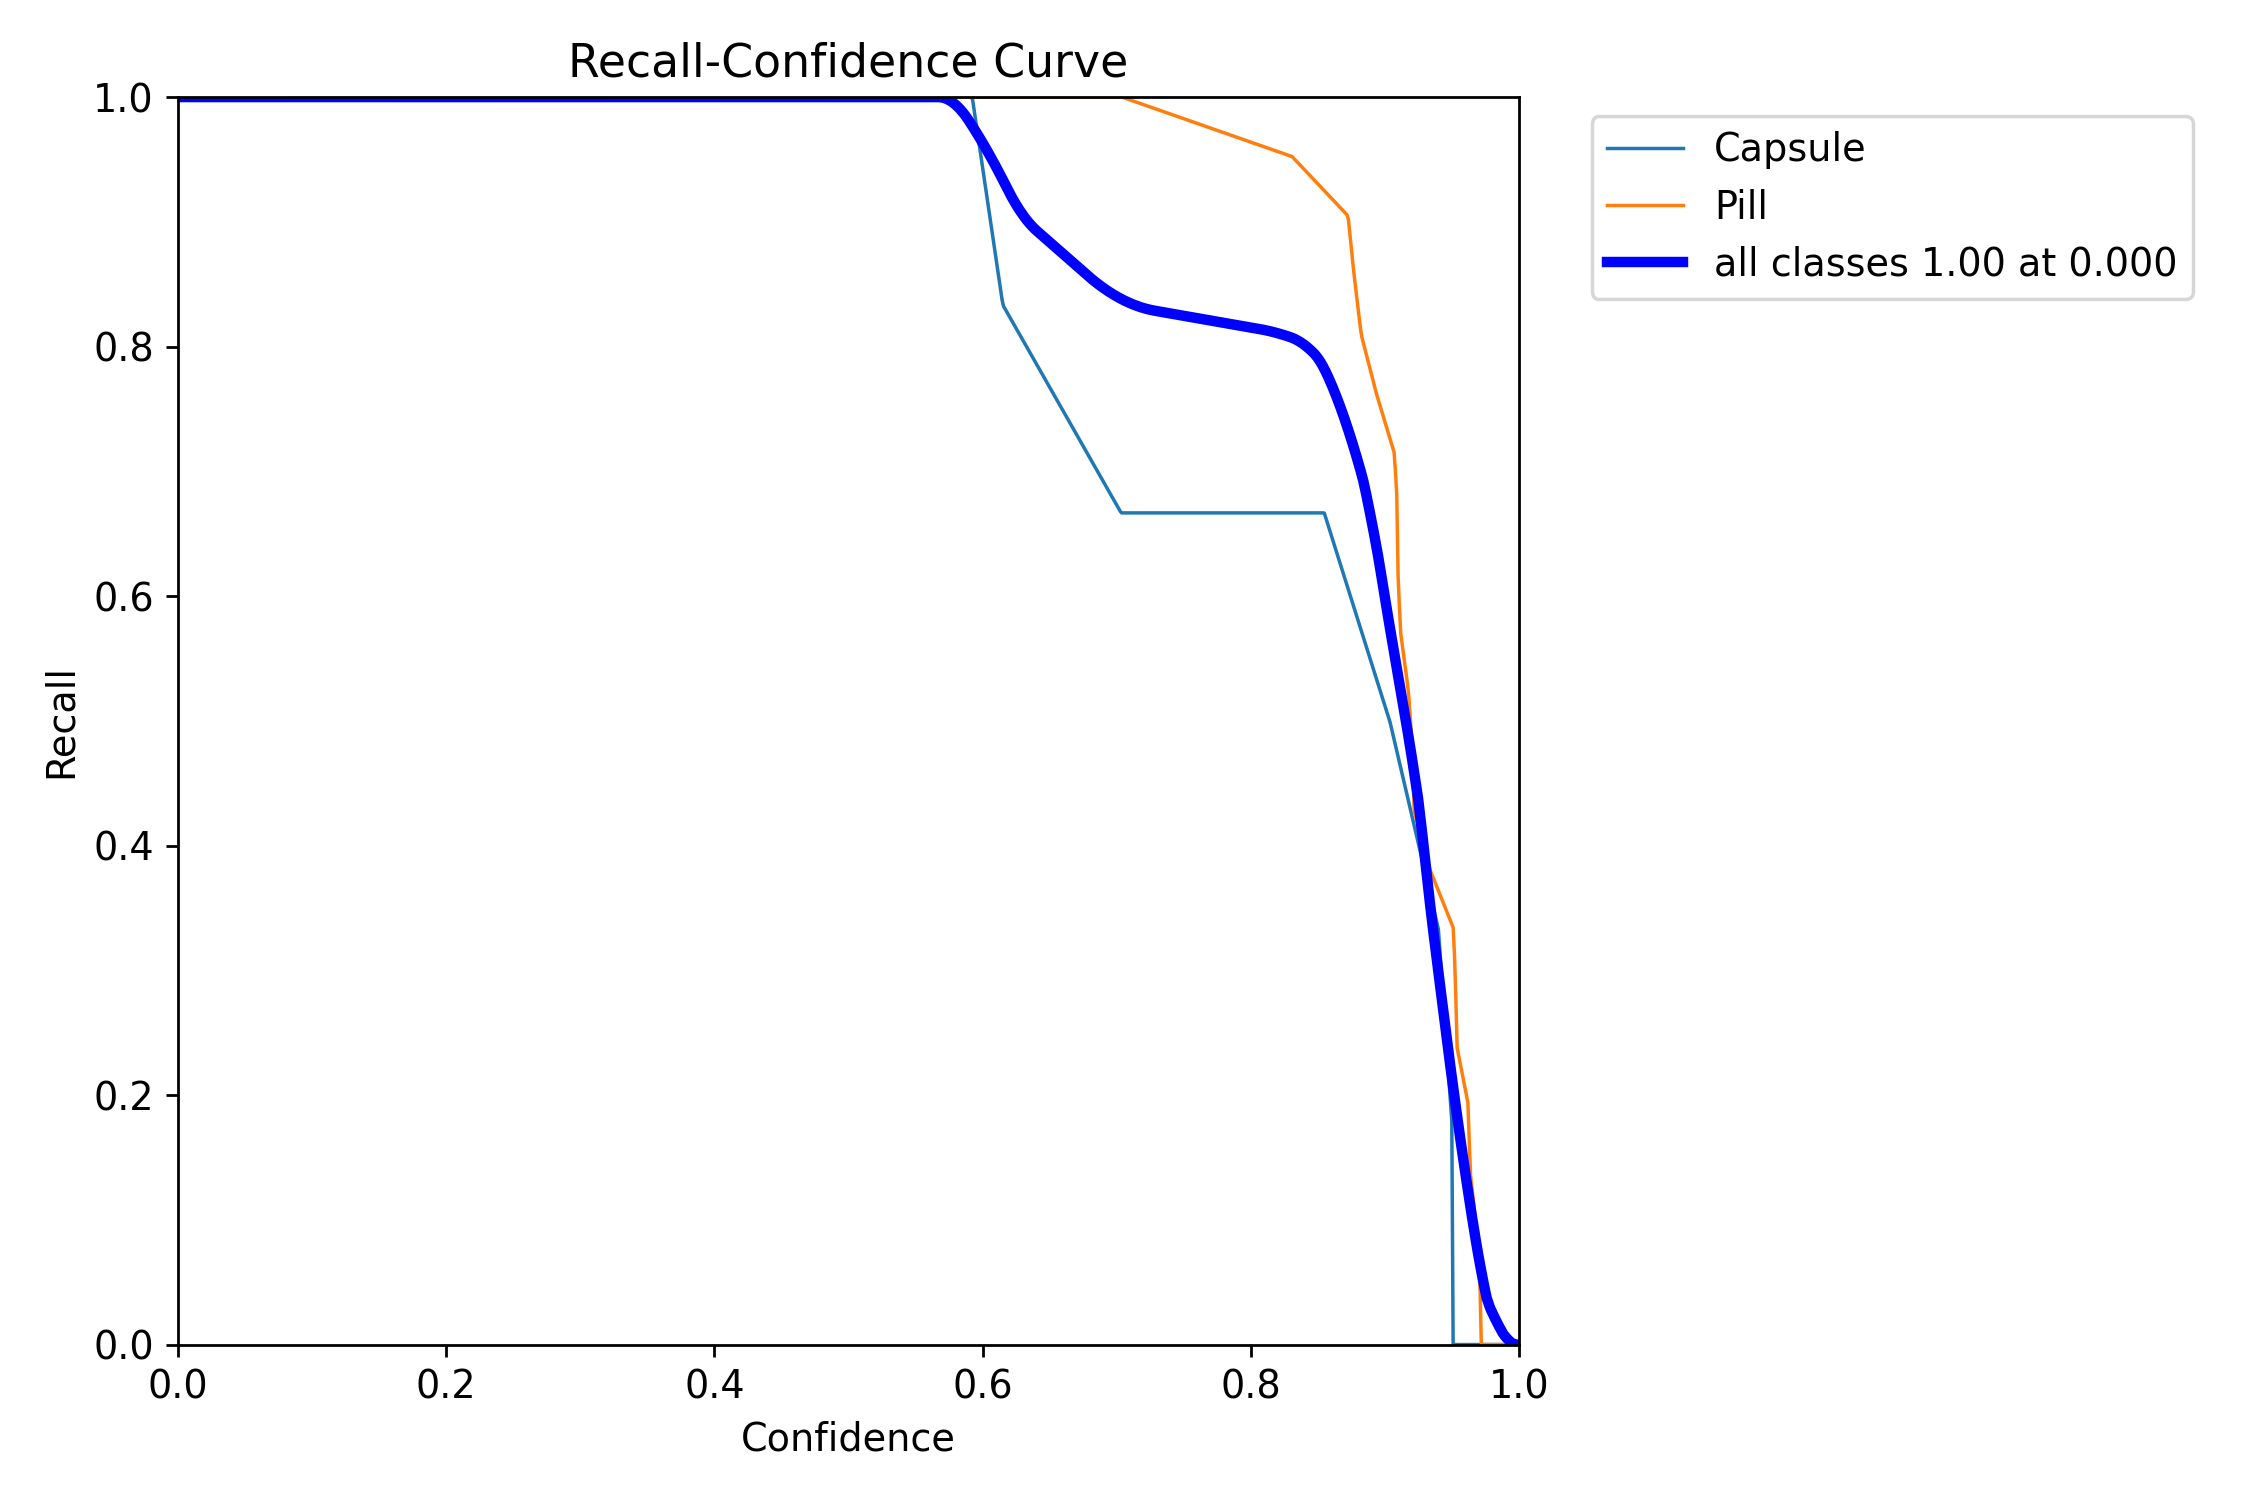 Recall-Confidence Curve
1.0
0.8
0.6
0.4
0.2
0.0
Recall
0.0 0.2 0.4 0.6 0.8 1.0
Confidence
Capsule
Pill
all classes 1.00 at 0.000